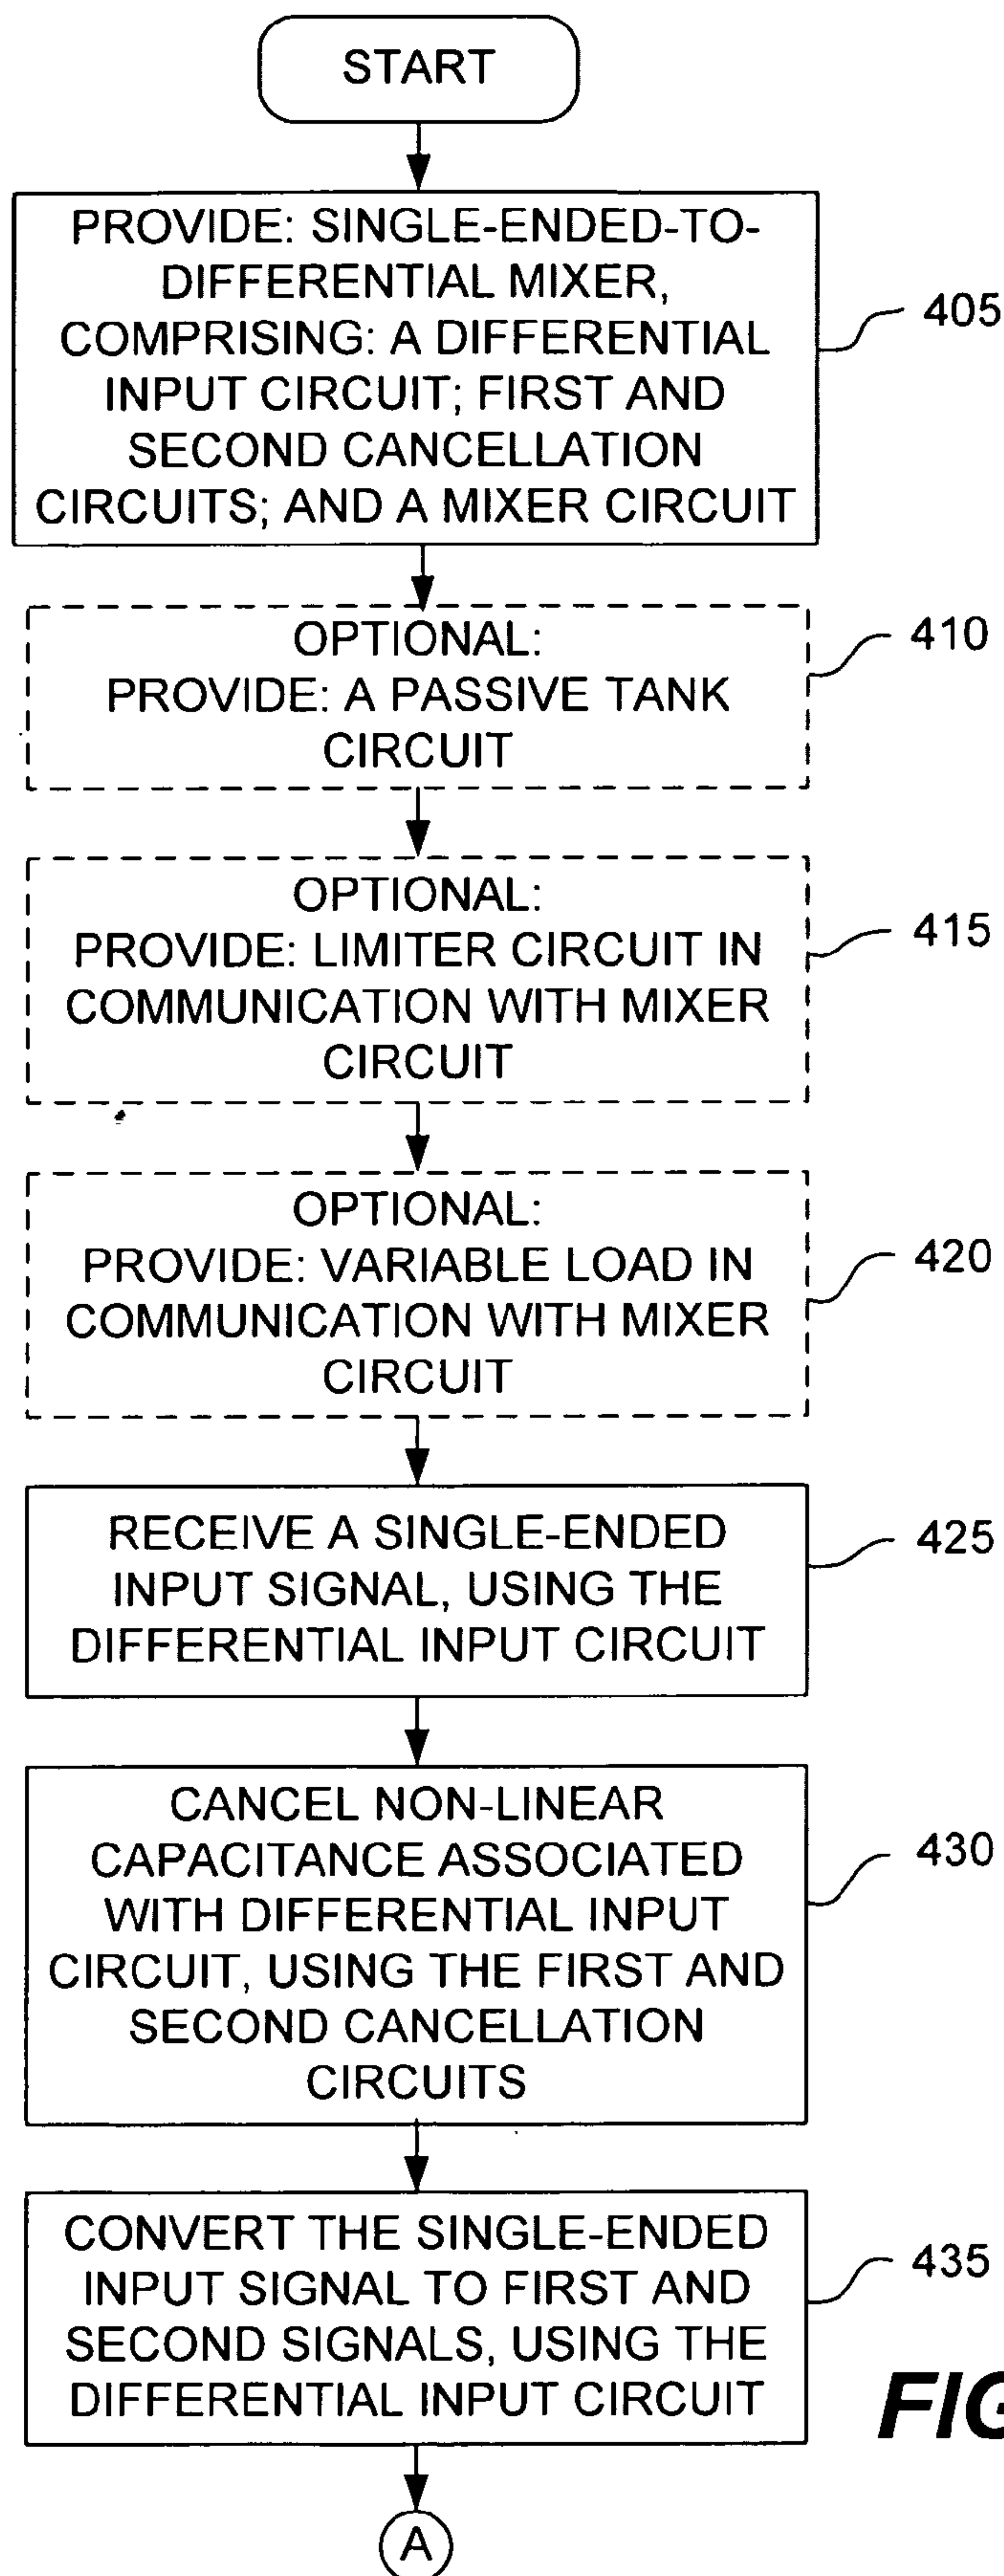 START
PROVIDE: SINGLE-ENDED-TO-
DIFFERENTIAL MIXER,
COMPRISING: A DIFFERENTIAL
INPUT CIRCUIT; FIRST AND
SECOND CANCELLATION
CIRCUITS; AND A MIXER CIRCUIT
405
OPTIONAL:
PROVIDE: A PASSIVE TANK
CIRCUIT
410
OPTIONAL:
PROVIDE: LIMITER CIRCUIT IN
COMMUNICATION WITH MIXER
CIRCUIT
415
OPTIONAL:
PROVIDE: VARIABLE LOAD IN
COMMUNICATION WITH MIXER
CIRCUIT
420
RECEIVE A SINGLE-ENDED
INPUT SIGNAL, USING THE
DIFFERENTIAL INPUT CIRCUIT
425
CANCEL NON-LINEAR
CAPACITANCE ASSOCIATED
WITH DIFFERENTIAL INPUT
CIRCUIT, USING THE FIRST AND
SECOND CANCELLATION
CIRCUITS
430
CONVERT THE SINGLE-ENDED
INPUT SIGNAL TO FIRST AND
SECOND SIGNALS, USING THE
DIFFERENTIAL INPUT CIRCUIT
435
FIG
A